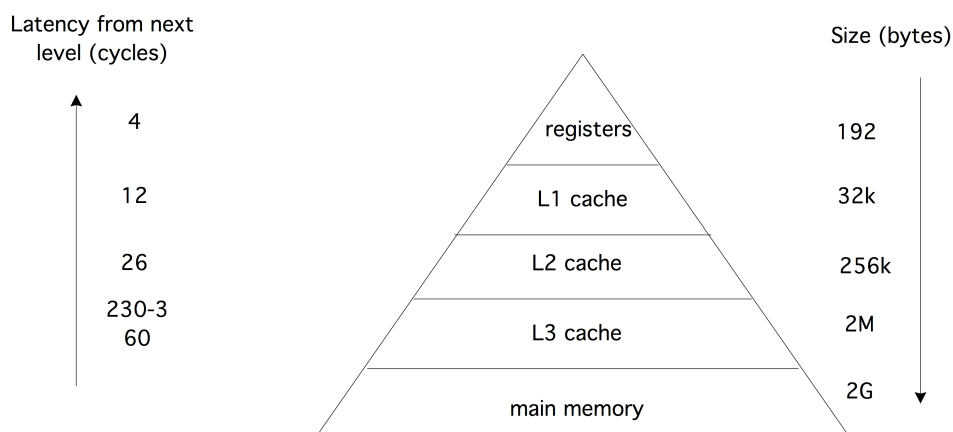 Latency from next
level (cycles)
Size (bytes)
4
registers
192
12
L1 cache
32k
26
L2 cache
256k
230-3
60
L3 cache
2M
2G
main memory